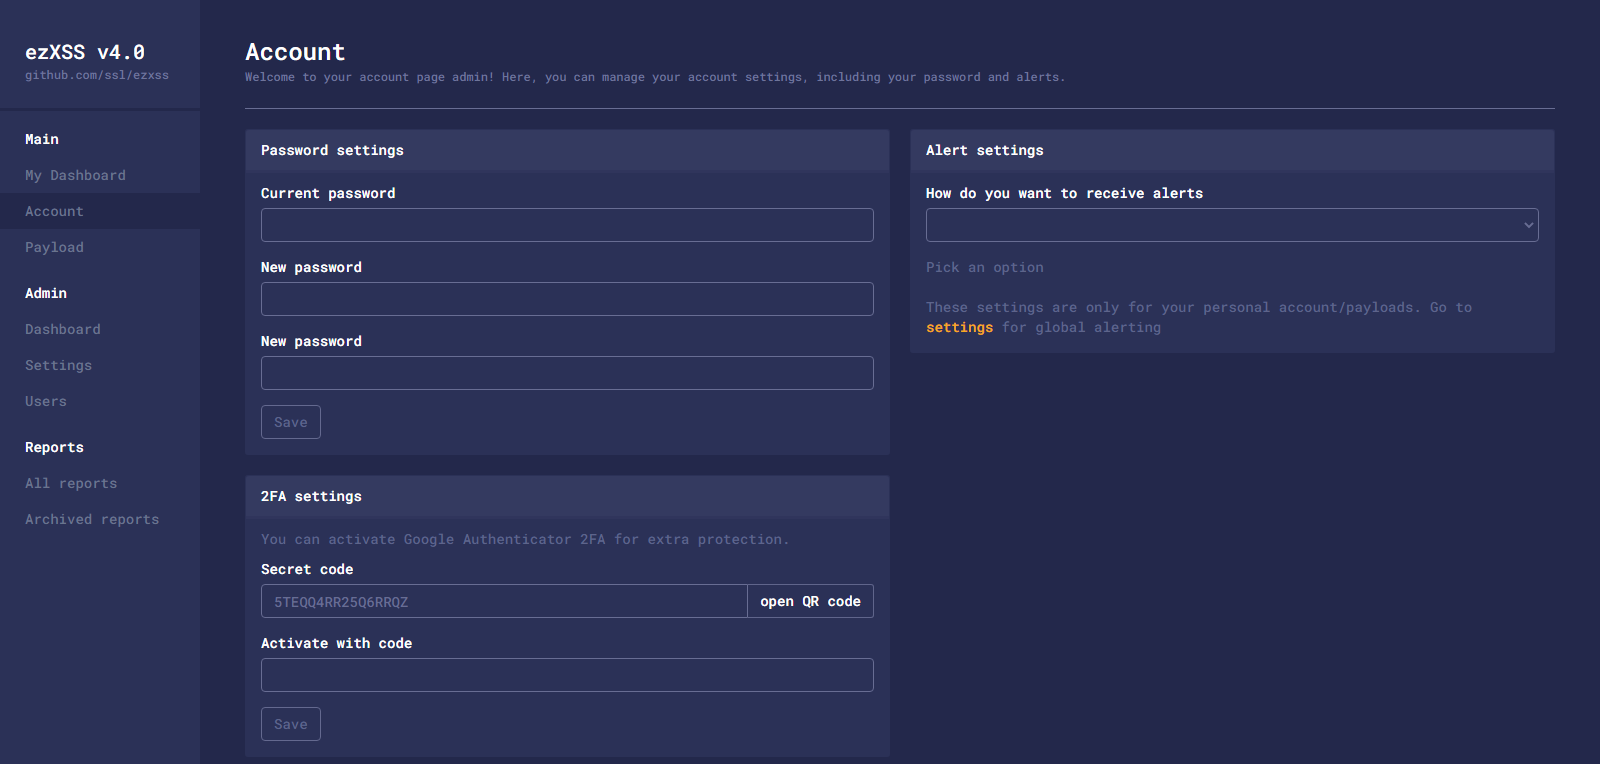 ezXSS v4.0
github.com/ssl/ezxss
Main
My Dashboard
Account
Payload
Admin
Dashboard
Settings
Users
Reports
All reports
Archived reports
Account
Welcome to your account page admin! Here, you can manage your account settings, including your password and alerts.
Password settings
Current password
New password
New password
Save
2FA settings
You can activate Google Authenticator 2FA for extra protection.
Secret code
5TEQQ4RR25Q6RRQZ
open QR code
Activate with code
Save
Alert settings
How do you want to receive alerts
Pick an option
These settings are only for your personal account/payloads. Go to
settings for global alerting